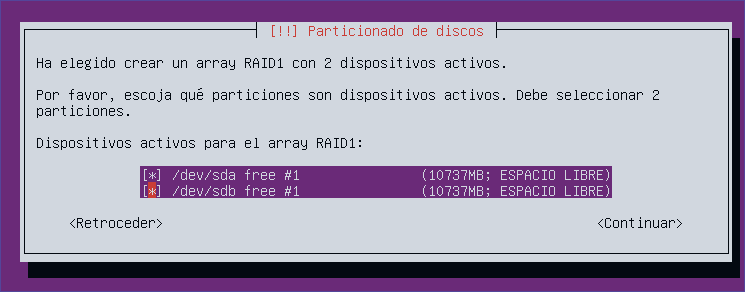 [!!] Particionado de discos
Ha elegido crear un array RAID1 con 2 dispositivos activos.
Por favor, escoja qué particiones son dispositivos activos. Debe seleccionar 2
particiones.
Dispositivos activos para el array RAID1:
[*] /dev/sda free #1 (10737MB; ESPACIO LIBRE)
[*] /dev/sdb free #1 (10737MB; ESPACIO LIBRE)
<Retroceder> <Continuar>